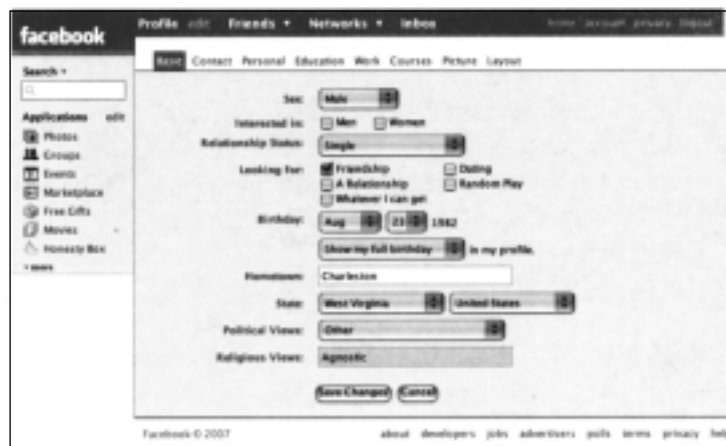 facebook
Profile edit Friends ▾ Networks ▾ Inbox
home account privacy logout
Search ▾
Applications edit
Photos
Groups
Events
Marketplace
Free Gifts
Movies
Honesty Box
▾ more
Basic Contact Personal Education Work Courses Picture Layout
Sex: Male
Interested in: Men Women
Relationship Status: Single
Looking for: Friendship Dating
A Relationship Random Play
Whatever I can get
Birthday: Aug 23 1982
Show my full birthday in my profile.
Hometown: Charleston
State: West Virginia United States
Political Views: Other
Religious Views: Agnostic
Save Changes Cancel
Facebook © 2007
about developers jobs advertisers polls terms privacy help